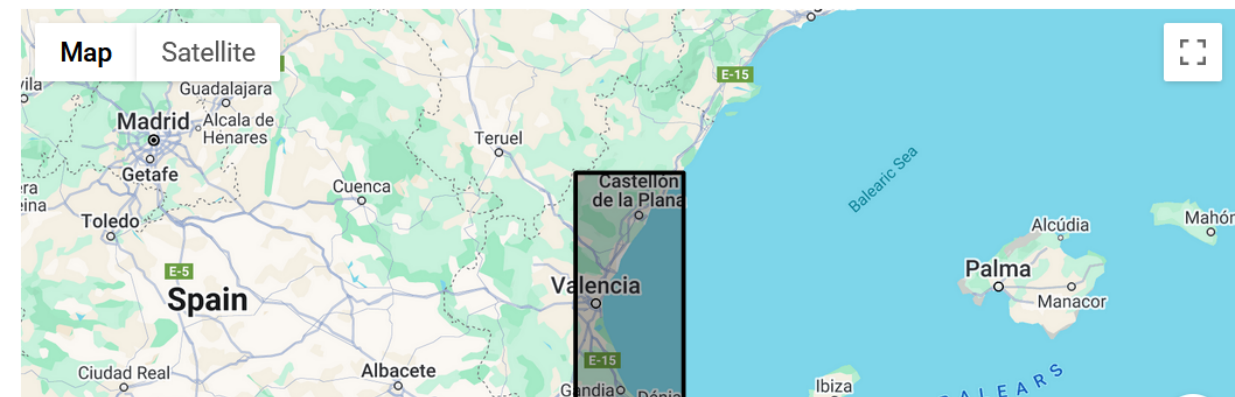 Map
Satellite
E-15
vila
Guadalajara
Madrid
Alcala de
Henares
Teruel
Getafe
Balearic Sea
Cuenca
Castellón
de la Plana
era
eina
Toledo
Alcúdia
Mahón
E-5
Palma
Spain
Valencia
Manacor
E-15
Ciudad Real
Albacete
Gandia
Dénia
Ibiza
BALEARS